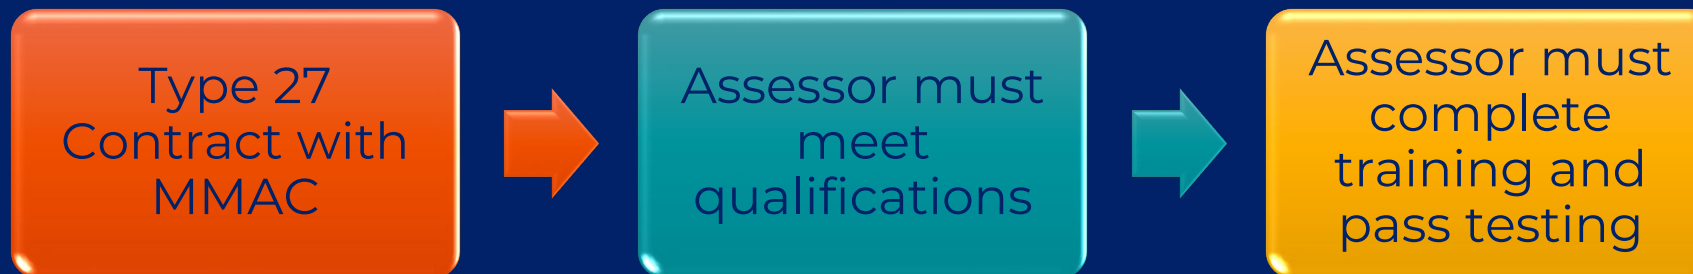 Type 27
Contract with
MMAC
Assessor must
meet
qualifications
Assessor must
complete
training and
pass testing